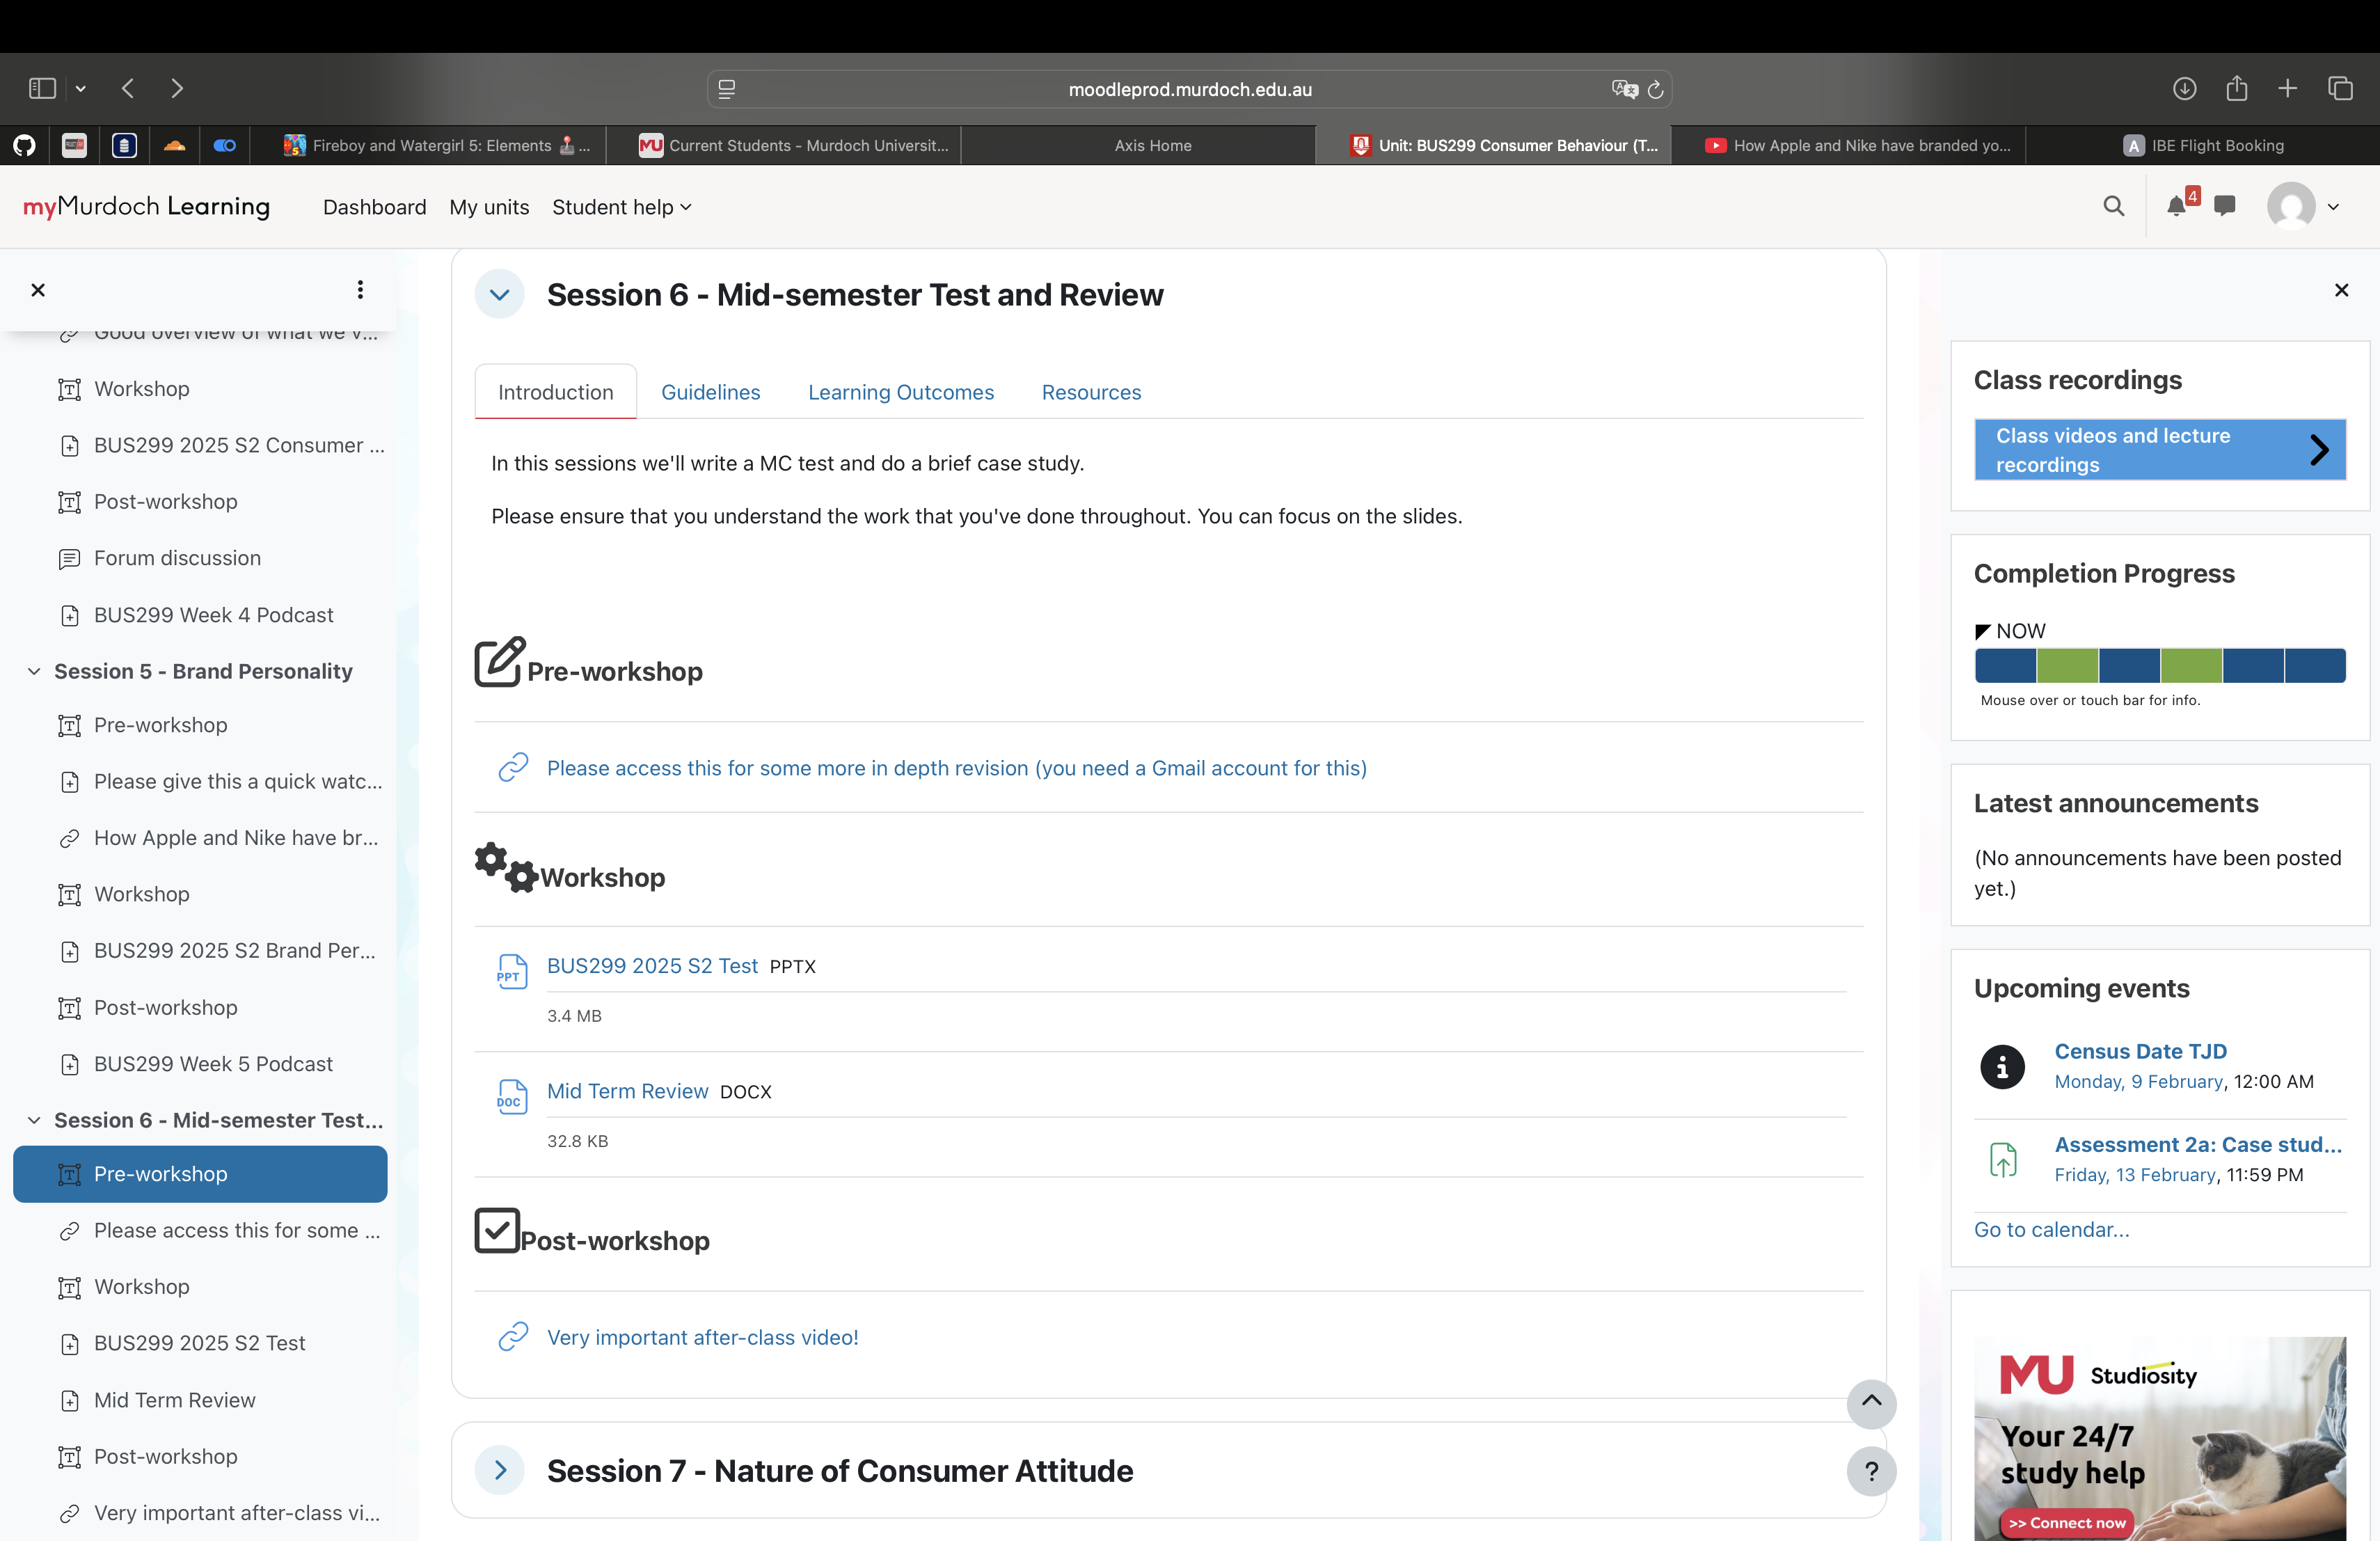 moodleprod.murdoch.edu.au
Fireboy and Watergirl 5: Elements 🕹️ ...
MU Current Students - Murdoch Universit...
Axis Home
Unit: BUS299 Consumer Behaviour (T...
How Apple and Nike have branded yo...
A IBE Flight Booking
myMurdoch Learning
Dashboard
My units
Student help
4
Good overview of what we v...
Workshop
BUS299 2025 S2 Consumer ...
Post-workshop
Forum discussion
BUS299 Week 4 Podcast
Session 5 - Brand Personality
Pre-workshop
Please give this a quick watc...
How Apple and Nike have br...
Workshop
BUS299 2025 S2 Brand Per...
Post-workshop
BUS299 Week 5 Podcast
Session 6 - Mid-semester Test...
Pre-workshop
Please access this for some ...
Workshop
BUS299 2025 S2 Test
Mid Term Review
Post-workshop
Very important after-class vi...
Session 6 - Mid-semester Test and Review
Introduction
Guidelines
Learning Outcomes
Resources
In this sessions we'll write a MC test and do a brief case study.
Please ensure that you understand the work that you've done throughout. You can focus on the slides.
Pre-workshop
Please access this for some more in depth revision (you need a Gmail account for this)
Workshop
PPT
BUS299 2025 S2 Test PPTX
3.4 MB
DOC
Mid Term Review DOCX
32.8 KB
Post-workshop
Very important after-class video!
Session 7 - Nature of Consumer Attitude
?
Class recordings
Class videos and lecture
recordings
Completion Progress
NOW
Mouse over or touch bar for info.
Latest announcements
(No announcements have been posted
yet.)
Upcoming events
Census Date TJD
Monday, 9 February, 12:00 AM
Assessment 2a: Case stud...
Friday, 13 February, 11:59 PM
Go to calendar...
MU Studiosity
Your 24/7
study help
>> Connect now